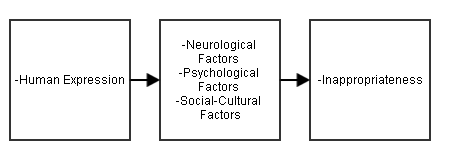 -Human Expression
-Neurological
Factors
-Psychological
Factors
-Social-Cultural
Factors
-Inappropriateness